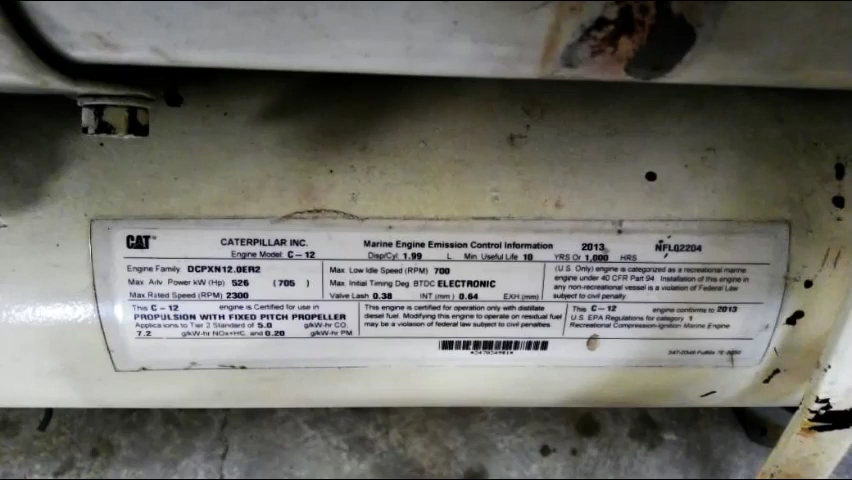 CAT CATERPILLAR INC. Marine Engine Emission Control Information 2013 NFL02204
Engine Model C-12 Disp/Cyl 1.99 L Min Useful Life 10 YRS Or 1,000 HRS
Engine Family DCPXN12.0ER2
Max Adv Power kW (Hp) 526 (705)
Max Rated Speed (RPM) 2300
Max Low Idle Speed (RPM) 700
Max Initial Timing Deg. BTDC ELECTRONIC
Valve Lash 0.38 INT (mm) 0.64 EXH (mm)
(U.S. Only) engine is categorized as a recreational marine
engine under 40 CFR Part 94 Installation of this engine in
any non-recreational vessel is a violation of Federal Law
subject to civil penalty.
This C-12 engine is Certified for use in
PROPULSION WITH FIXED PITCH PROPELLER
Applications to Tier 2 Standard of 5.0 g/kW-hr CO.
7.2 g/kW-hr NOx+HC, and 0.20 g/kW-hr PM
This engine is certified for operation only with distillate
diesel fuel. Modifying this engine to operate on residual fuel
may be a violation of federal law subject to civil penalties
This C-12 engine conforms to 2013
U.S. EPA Regulations for category 1
Recreational Compression-Ignition Marine Engine